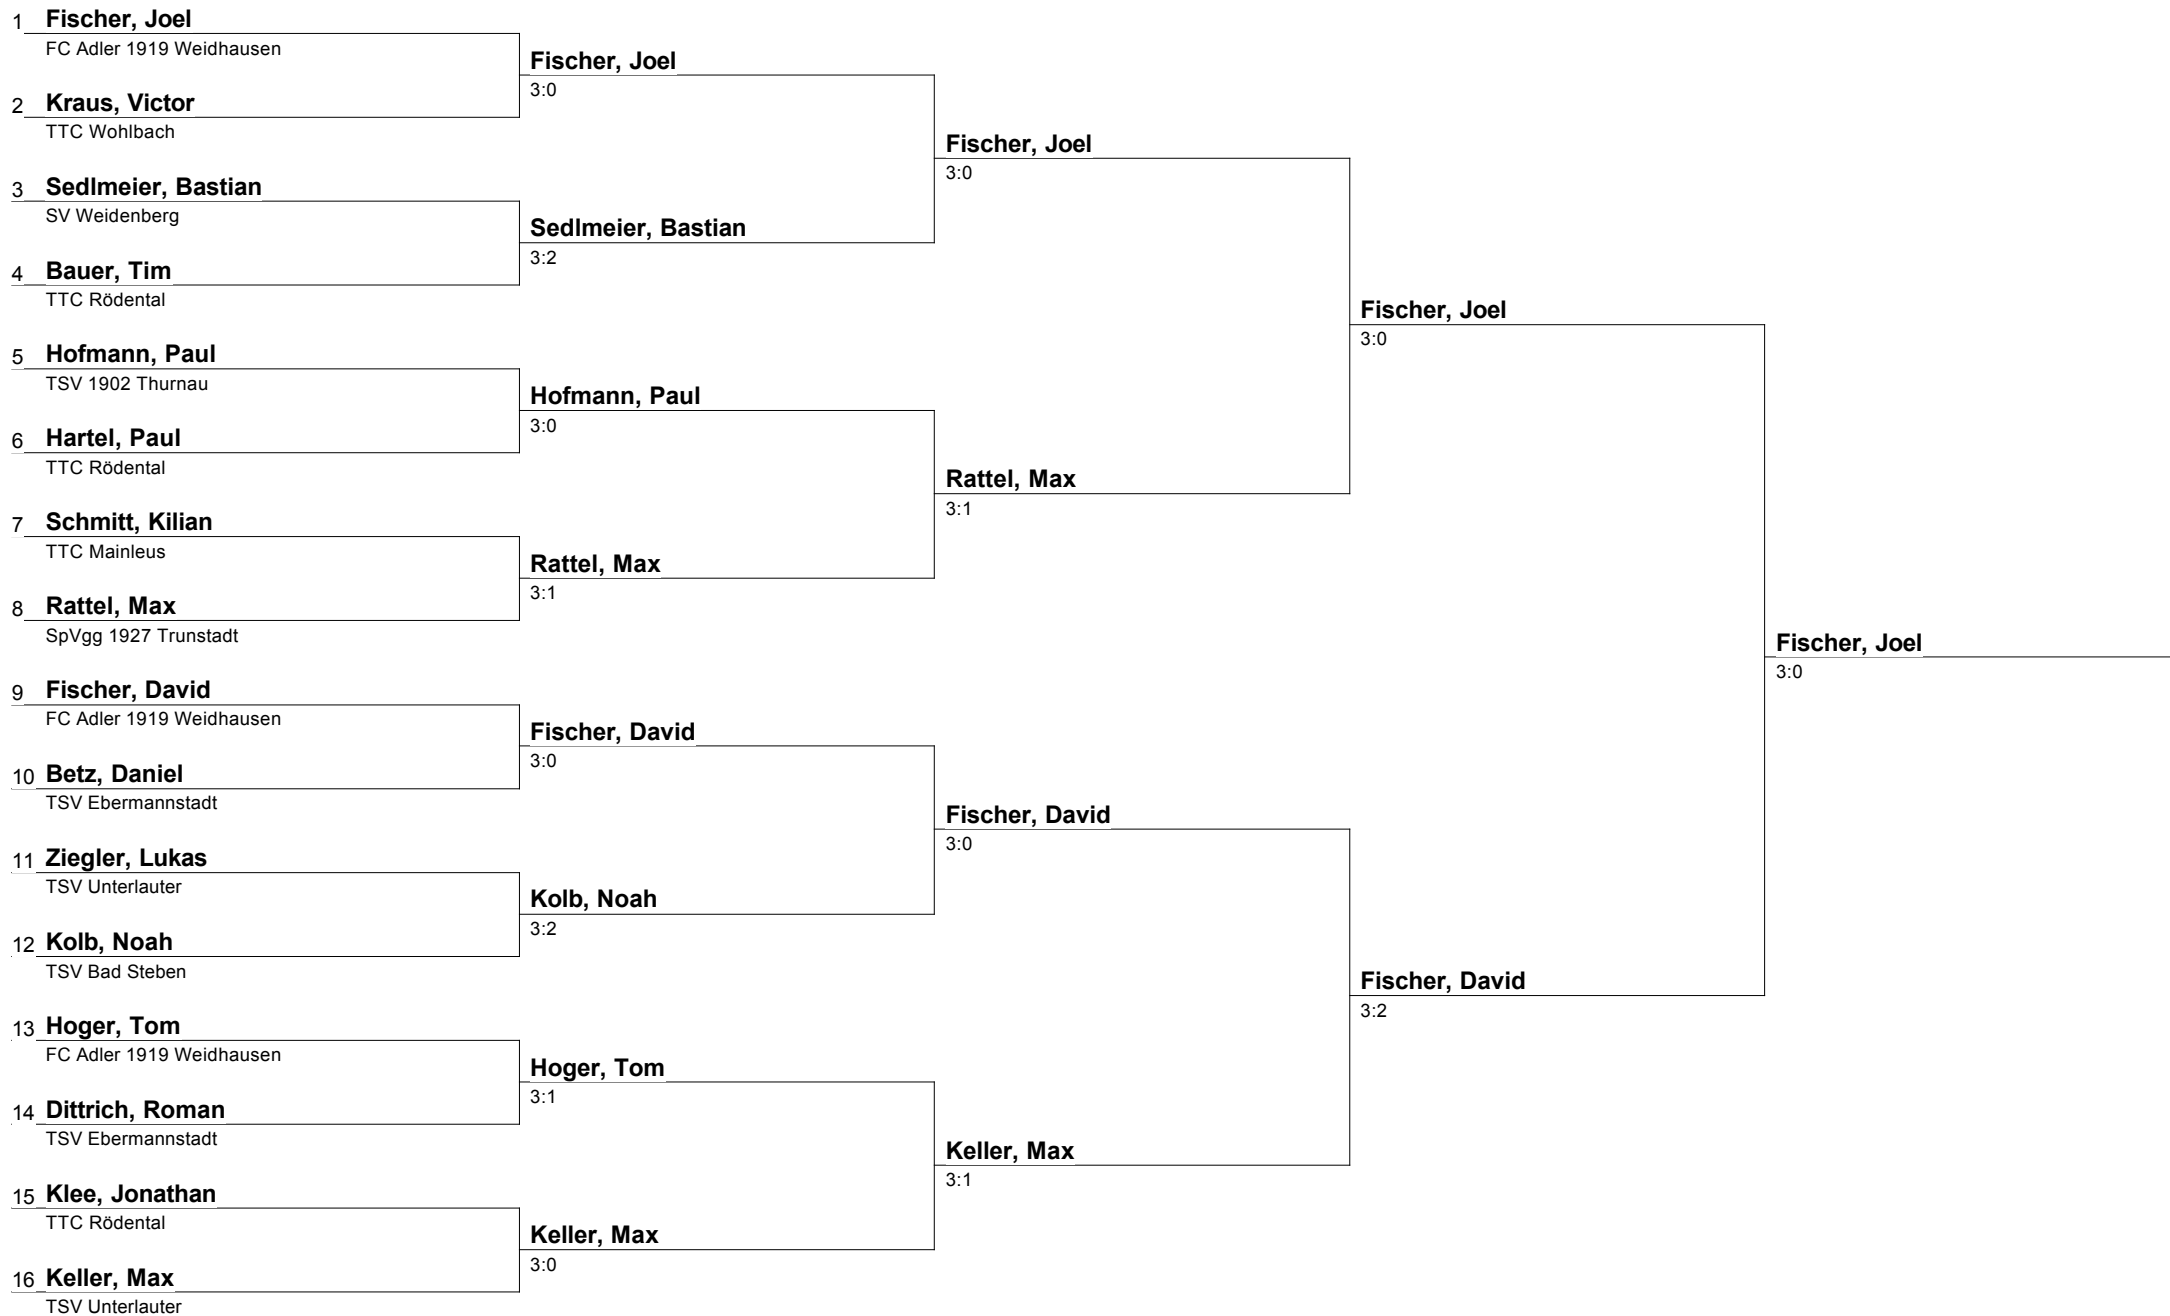 1 Fischer, Joel
FC Adler 1919 Weidhausen
2 Kraus, Victor
TTC Wohlbach
3 Sedlmeier, Bastian
SV Weidenberg
4 Bauer, Tim
TTC Rödental
5 Hofmann, Paul
TSV 1902 Thurnau
6 Hartel, Paul
TTC Rödental
7 Schmitt, Kilian
TTC Mainleus
8 Rattel, Max
SpVgg 1927 Trunstadt
9 Fischer, David
FC Adler 1919 Weidhausen
10 Betz, Daniel
TSV Ebermannstadt
11 Ziegler, Lukas
TSV Unterlauter
12 Kolb, Noah
TSV Bad Steben
13 Hoger, Tom
FC Adler 1919 Weidhausen
14 Dittrich, Roman
TSV Ebermannstadt
15 Klee, Jonathan
TTC Rödental
16 Keller, Max
TSV Unterlauter
Fischer, Joel
3:0
Sedlmeier, Bastian
3:2
Hofmann, Paul
3:0
Rattel, Max
3:1
Fischer, David
3:0
Kolb, Noah
3:2
Hoger, Tom
3:1
Keller, Max
3:0
Fischer, Joel
3:0
Rattel, Max
3:1
Fischer, David
3:0
Keller, Max
3:1
Fischer, Joel
3:0
Fischer, David
3:2
Fischer, Joel
3:0